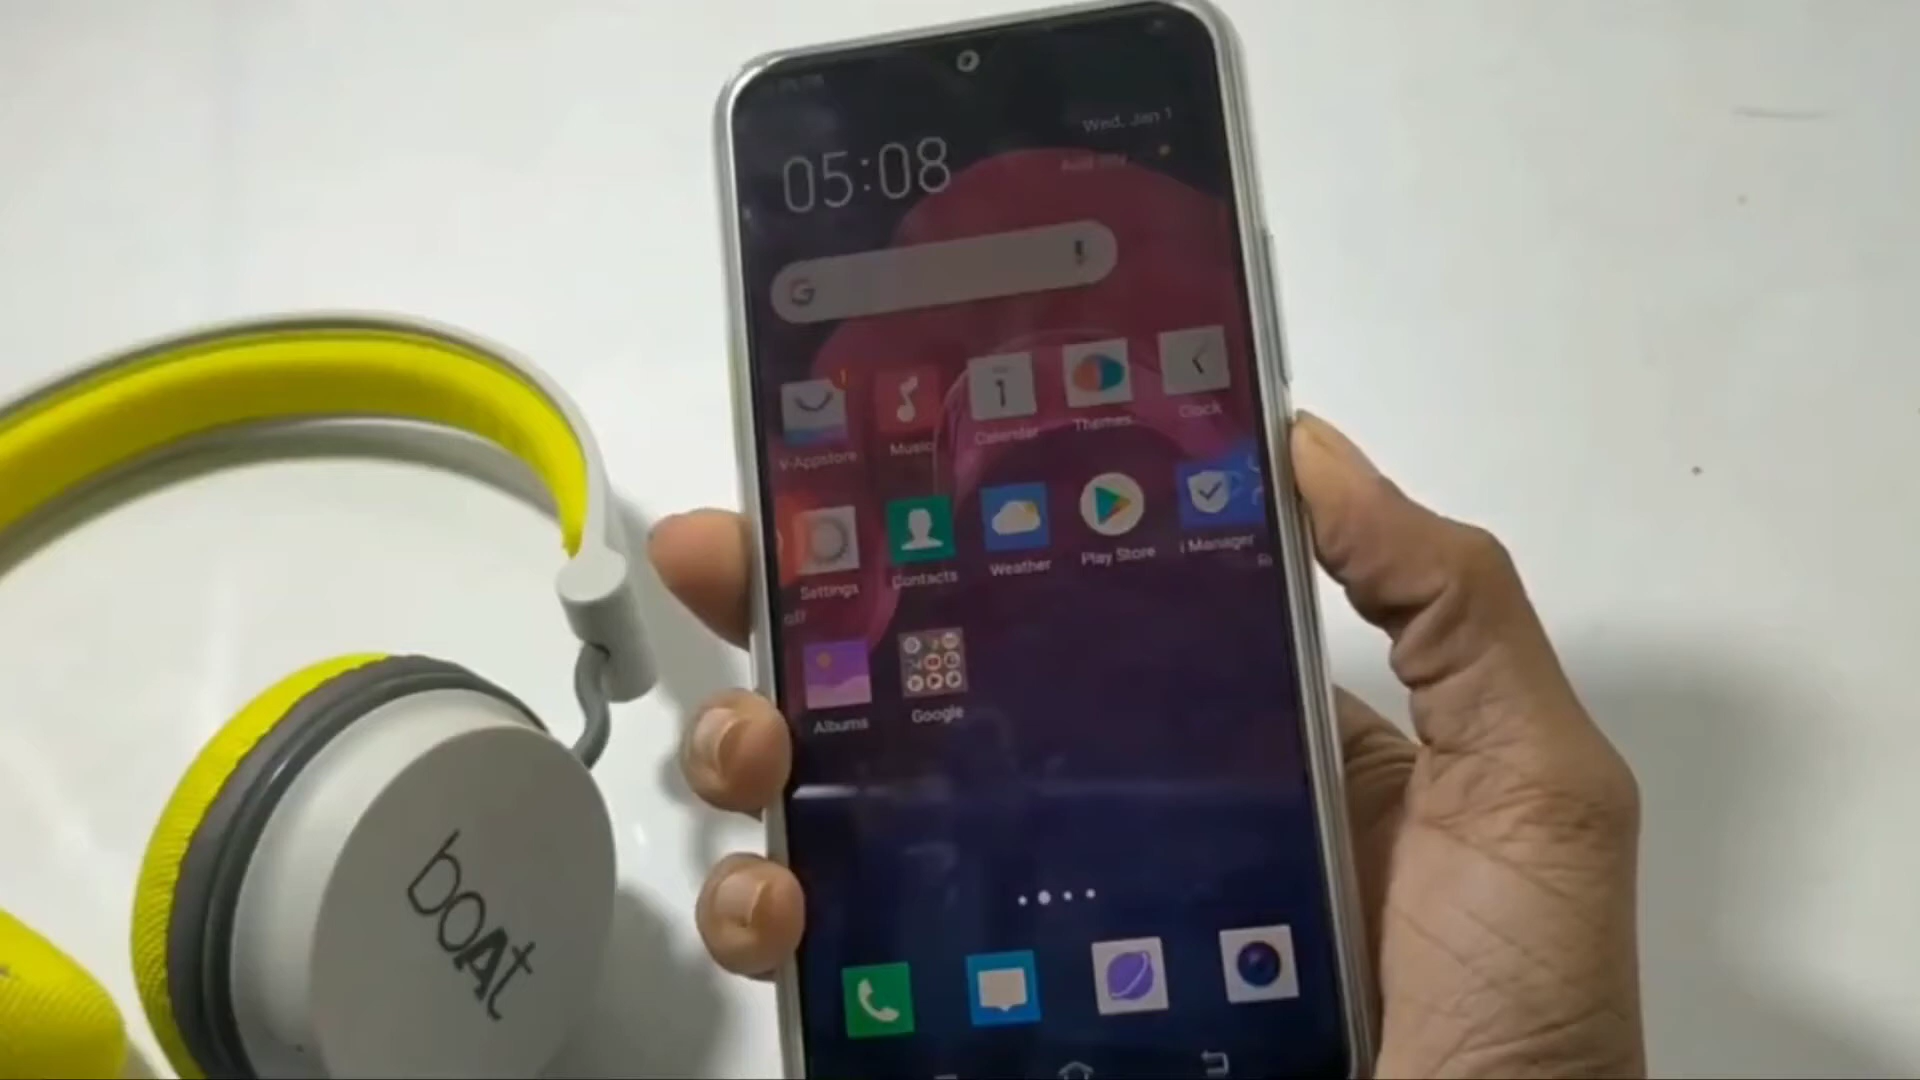 Wed, Jan 1
05:08
G
V-Appstore
Music
1
Calendar
Themes
Clock
Settings
Contacts
Weather
Play Store
i Manager
Albums
Google
boAt